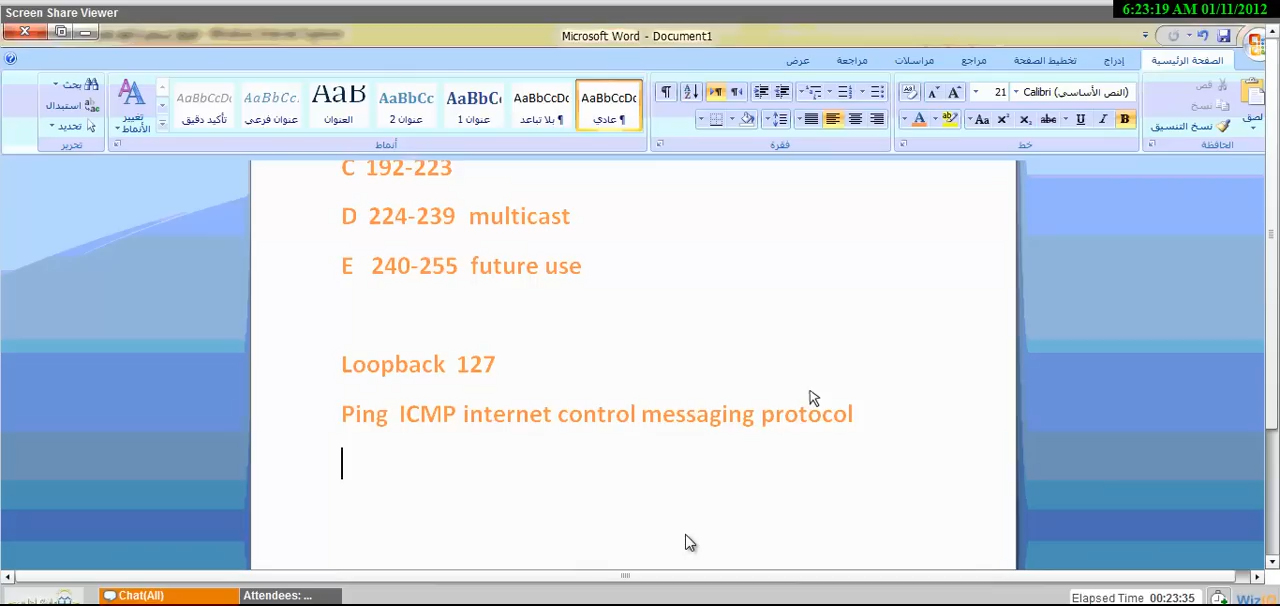 6:23:19 AM 01/11/2012
Screen Share Viewer
Microsoft Word - Document1
الصفحة الرئيسية
إدراج
تخطيط الصفحة
مراجع
مراسلات
مراجعة
عرض
قص
نسخ
نسخ التنسيق
لصق
الحافظة
Calibri (النص الأساسي)
21
خط
فقرة
AaBbCcDc
عادي
AaBbCcDc
بلا تباعد
AaBbCc
عنوان 1
AaBbCc
عنوان 2
AaB
العنوان
AaBbCc.
عنوان فرعي
AaBbCcDc
تأكيد دقيق
تغيير الأنماط
أنماط
بحث
استبدال
تحديد
تحرير
C 192-223
D 224-239 multicast
E 240-255 future use
Loopback 127
Ping ICMP internet control messaging protocol
Chat(All)
Attendees: ...
Elapsed Time 00:23:35
WizIQ